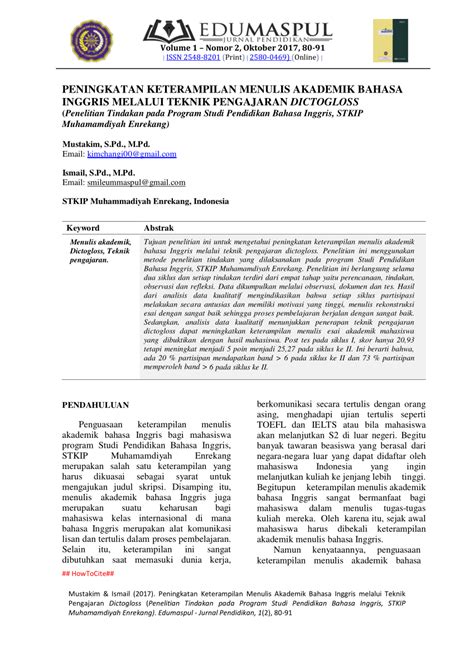 EDUMASPUL
JURNAL PENDIDIKAN
Volume 1 – Nomor 2, Oktober 2017, 80-91
| ISSN 2548-8201 (Print) | 2580-0469) (Online) |
PENINGKATAN KETERAMPILAN MENULIS AKADEMIK BAHASA
INGGRIS MELALUI TEKNIK PENGAJARAN DICTOGLOSS
(Penelitian Tindakan pada Program Studi Pendidikan Bahasa Inggris, STKIP
Muhamamdiyah Enrekang)
Mustakim, S.Pd., M.Pd.
Email: kimchangi00@gmail.com
Ismail, S.Pd., M.Pd.
Email: smileummaspul@gmail.com
STKIP Muhammadiyah Enrekang, Indonesia
Keyword
Menulis akademik,
Dictogloss, Teknik
pengajaran.
Abstrak
Tujuan penelitian ini untuk mengetahui peningkatan keterampilan menulis akademik
bahasa Inggris melalui teknik pengajaran dictogloss. Penelitian ini menggunakan
metode penelitian tindakan yang dilaksanakan pada program Studi Pendidikan
Bahasa Inggris, STKIP Muhamamdiyah Enrekang. Penelitian ini berlangsung selama
dua siklus dan setiap tindakan terdiri dari empat tahap yaitu perencanaan, tindakan,
observasi dan refleksi. Data dikumpulkan melalui observasi, dokumen dan tes. Hasil
dari analisis data kualitatif mengindikasikan bahwa setiap siklus partisipasi
melakukan secara antusias dan memiliki motivasi yang tinggi, menulis rekonstruksi
esai dengan sangat baik sehingga proses pembelajaran berjalan dengan sangat baik.
Sedangkan, analisis data kualitatif menunjukkan penerapan teknik pengajaran
dictogloss dapat meningkatkan keterampilan menulis esai akademik mahasiswa
yang dibuktikan dengan hasil mahasiswa. Post tes pada siklus I, skor hanya 20,93
tetapi meningkat menjadi 5 poin menjadi 25,27 pada siklus ke II. Ini berarti bahwa,
ada 20 % partisipan mendapatkan band > 6 pada siklus ke II dan 73 % partisipan
memperoleh band > 6 pada siklus ke II.
PENDAHULUAN
Penguasaan keterampilan menulis
akademik bahasa Inggris bagi mahasiswa
program Studi Pendidikan Bahasa Inggris,
STKIP Muhamamdiyah Enrekang
merupakan salah satu keterampilan yang
harus dikuasai sebagai syarat untuk
mengajukan judul skripsi. Disamping itu,
menulis akademik bahasa Inggris juga
merupakan suatu keharusan bagi
mahasiswa kelas internasional di mana
bahasa Inggris merupakan alat komunikasi
lisan dan tertulis dalam proses pembelajaran.
Selain itu, keterampilan ini sangat
dibutuhkan saat memasuki dunia kerja,
berkomunikasi secara tertulis dengan orang
asing, menghadapi ujian tertulis seperti
TOEFL dan IELTS atau bila mahasiswa
akan melanjutkan S2 di luar negeri. Begitu
banyak tawaran beasiswa yang berasal dari
negara-negara luar yang dapat didaftar oleh
mahasiswa Indonesia yang ingin
melanjutkan kuliah ke jenjang lebih tinggi.
Begitupun keterampilan menulis akademik
bahasa Inggris sangat bermanfaat bagi
mahasiswa dalam menulis tugas-tugas
kuliah mereka. Oleh karena itu, sejak awal
mahasiswa harus dibekali keterampilan
akademik menulis bahasa Inggris.
Namun kenyataannya, penguasaan
keterampilan menulis akademik bahasa
## HowToCite##
Mustakim & Ismail (2017). Peningkatan Keterampilan Menulis Akademik Bahasa Inggris melalui Teknik
Pengajaran Dictogloss (Penelitian Tindakan pada Program Studi Pendidikan Bahasa Inggris, STKIP
Muhamamdiyah Enrekang). Edumaspul - Jurnal Pendidikan, 1(2), 80-91